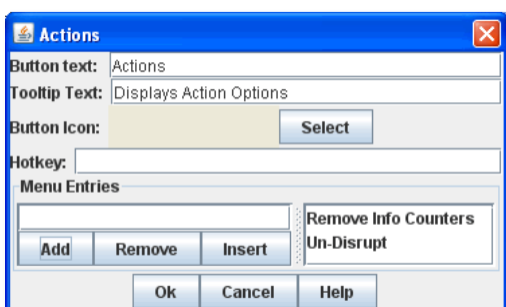 Actions
Button text: Actions
Tooltip Text: Displays Action Options
Button Icon: Select
Hotkey:
Menu Entries
Remove Info Counters
Un-Disrupt
Add Remove Insert
Ok Cancel Help